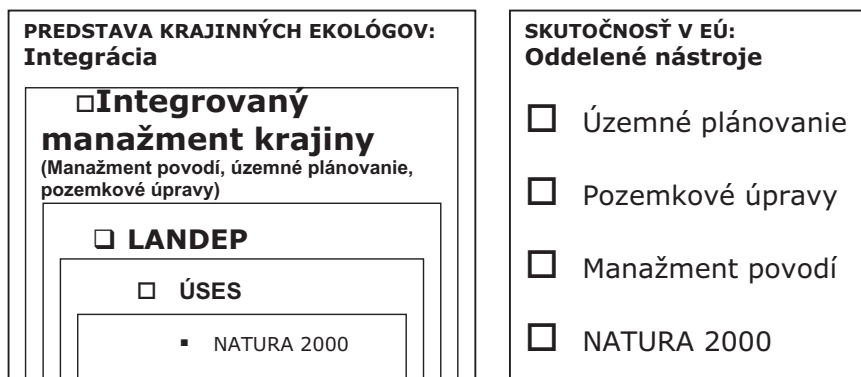 PREDSTAVA KRAJINNÝCH EKOLÓGOV:
Integrácia
□Integrovaný
manažment krajiny
(Manažment povodí, územné plánovanie,
pozemkové úpravy)
❑ LANDEP
□ ÚSES
▪ NATURA 2000
SKUTOČNOSŤ V EÚ:
Oddelené nástroje
□ Územné plánovanie
□ Pozemkové úpravy
□ Manažment povodí
□ NATURA 2000